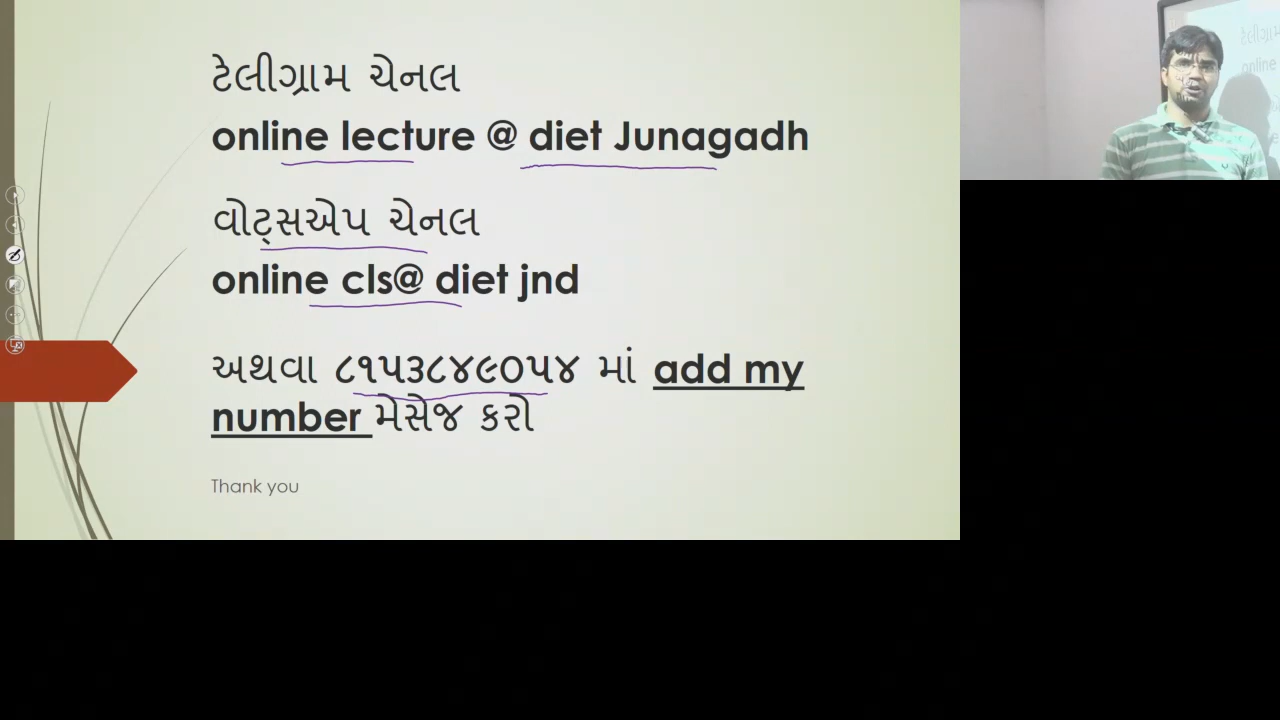 ટેલીગ્રામ ચેનલ
online lecture @ diet Junagadh
વોટ્સએપ ચેનલ
online cls@ diet jnd
અથવા ૮૧૫૩૮૪૯૦૫૪ માં add my
number મેસેજ કરો
Thank you
ટેલીગ્રામ
online